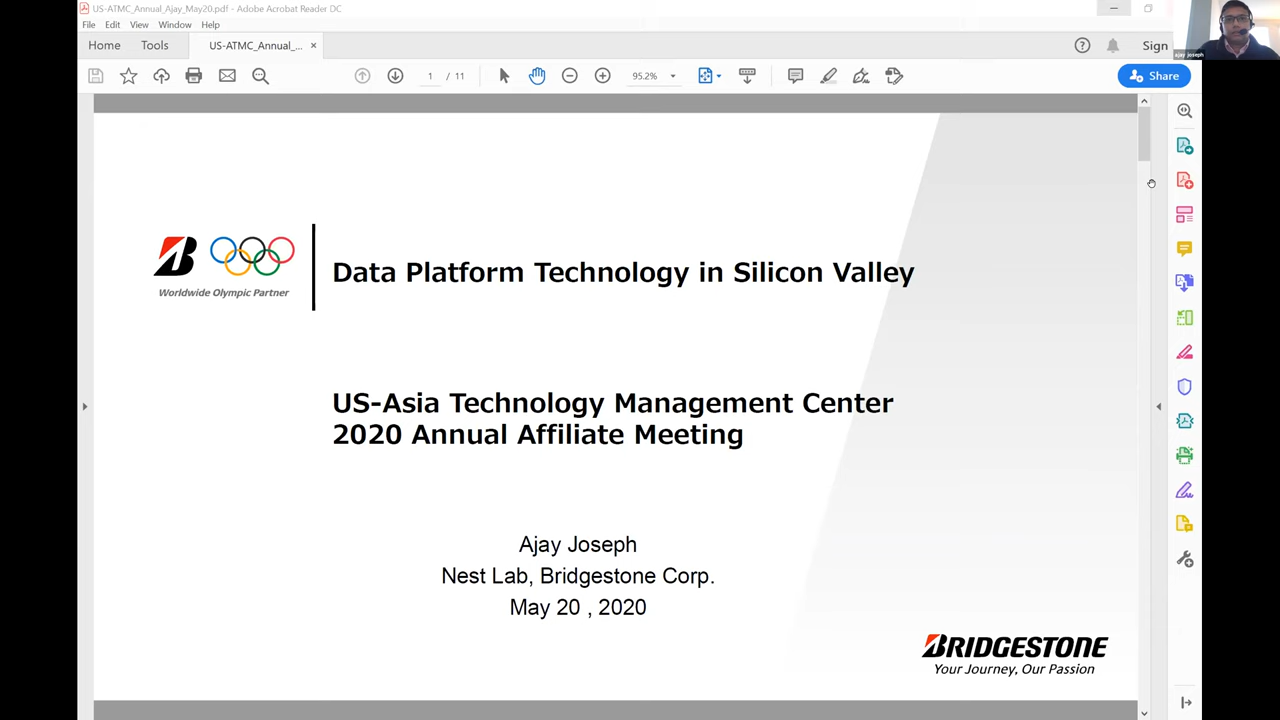 US-ATMC_Annual_Ajay_May20.pdf - Adobe Acrobat Reader DC
File Edit View Window Help
Home Tools US-ATMC_Annual_... × Sign
1 / 11 95.2% Share
ajay joseph
Worldwide Olympic Partner
Data Platform Technology in Silicon Valley
US-Asia Technology Management Center
2020 Annual Affiliate Meeting
Ajay Joseph
Nest Lab, Bridgestone Corp.
May 20 , 2020
BRIDGESTONE
Your Journey, Our Passion